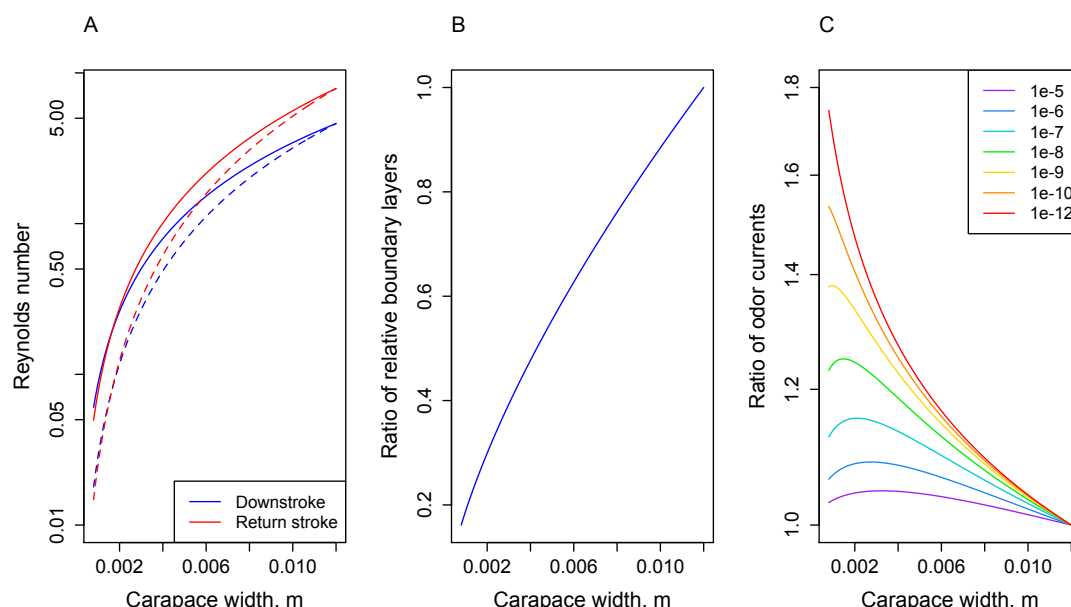 A
B
C
Reynolds number
5.00
0.50
0.05
0.01
Downstroke
Return stroke
0.002
0.006
0.010
Carapace width, m
Ratio of relative boundary layers
1.0
0.8
0.6
0.4
0.2
0.002
0.006
0.010
Carapace width, m
Ratio of odor currents
1.8
1.6
1.4
1.2
1.0
1e-5
1e-6
1e-7
1e-8
1e-9
1e-10
1e-12
0.002
0.006
0.010
Carapace width, m